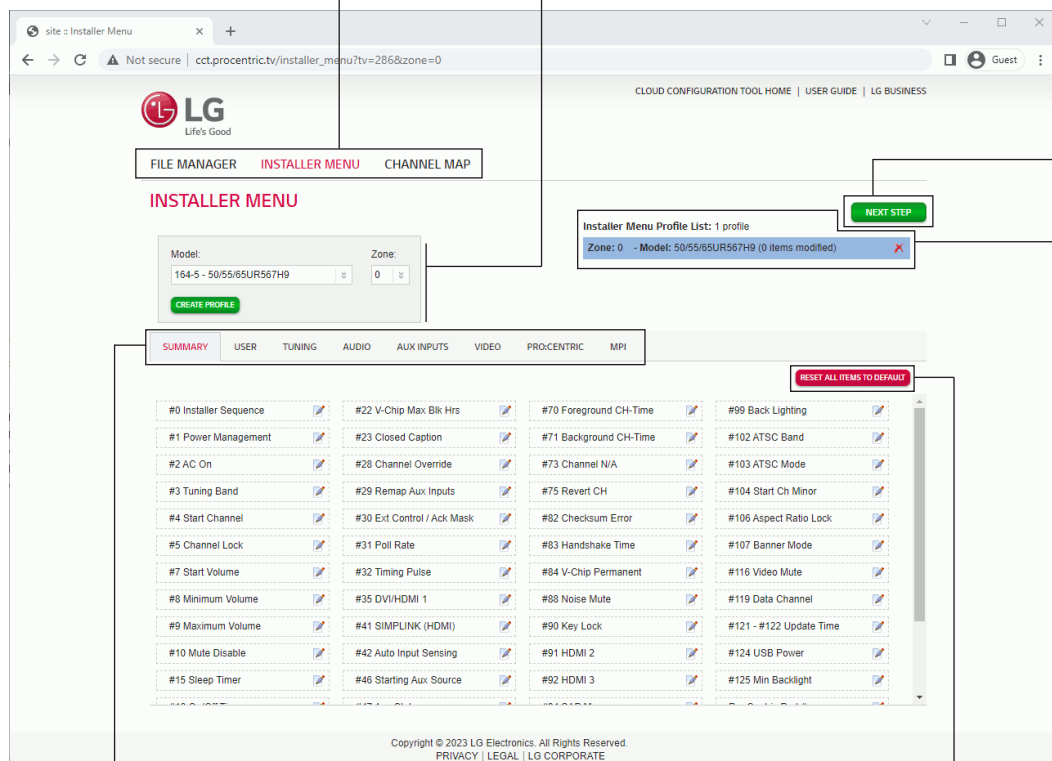 site :: Installer Menu
Not secure | cct.procentric.tv/installer_menu?tv=286&izone=0
Guest
CLOUD CONFIGURATION TOOL HOME | USER GUIDE | LG BUSINESS
LG
Life's Good
FILE MANAGER INSTALLER MENU CHANNEL MAP
INSTALLER MENU
NEXT STEP
Installer Menu Profile List: 1 profile
Zone: 0 - Model: 50/55/65UR567H9 (0 items modified)
Model: Zone:
164-5 - 50/55/65UR567H9 0
CREATE PROFILE
SUMMARY USER TUNING AUDIO AUX INPUTS VIDEO PRO:CENTRIC MPI
RESET ALL ITEMS TO DEFAULT
#0 Installer Sequence #22 V-Chip Max Blk Hrs #70 Foreground CH-Time #99 Back Lighting
#1 Power Management #23 Closed Caption #71 Background CH-Time #102 ATSC Band
#2 AC On #28 Channel Override #73 Channel N/A #103 ATSC Mode
#3 Tuning Band #29 Remap Aux Inputs #75 Revert CH #104 Start Ch Minor
#4 Start Channel #30 Ext Control / Ack Mask #82 Checksum Error #106 Aspect Ratio Lock
#5 Channel Lock #31 Poll Rate #83 Handshake Time #107 Banner Mode
#7 Start Volume #32 Timing Pulse #84 V-Chip Permanent #116 Video Mute
#8 Minimum Volume #35 DVI/HDMI 1 #88 Noise Mute #119 Data Channel
#9 Maximum Volume #41 SIMPLINK (HDMI) #90 Key Lock #121 - #122 Update Time
#10 Mute Disable #42 Auto Input Sensing #91 HDMI 2 #124 USB Power
#15 Sleep Timer #46 Starting Aux Source #92 HDMI 3 #125 Min Backlight
Copyright © 2023 LG Electronics. All Rights Reserved.
PRIVACY | LEGAL | LG CORPORATE